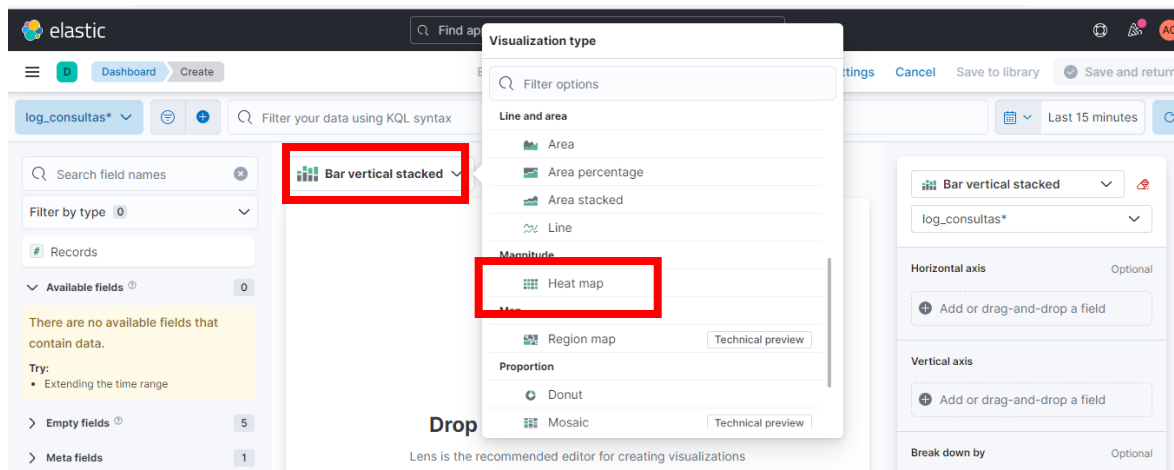 elastic
Find ap
AC
D
Dashboard
Create
ttings
Cancel
Save to library
Save and return
log_consultas*
Filter your data using KQL syntax
Last 15 minutes
Search field names
Filter by type 0
# Records
Available fields ? 0
There are no available fields that
contain data.
Try:
• Extending the time range
Empty fields ? 5
Meta fields 1
Bar vertical stacked
Drop
Lens is the recommended editor for creating visualizations
Visualization type
Filter options
Line and area
Area
Area percentage
Area stacked
Line
Magnitude
Heat map
Map
Region map
Technical preview
Proportion
Donut
Mosaic
Technical preview
Bar vertical stacked
log_consultas*
Horizontal axis
Optional
Add or drag-and-drop a field
Vertical axis
Add or drag-and-drop a field
Break down by
Optional